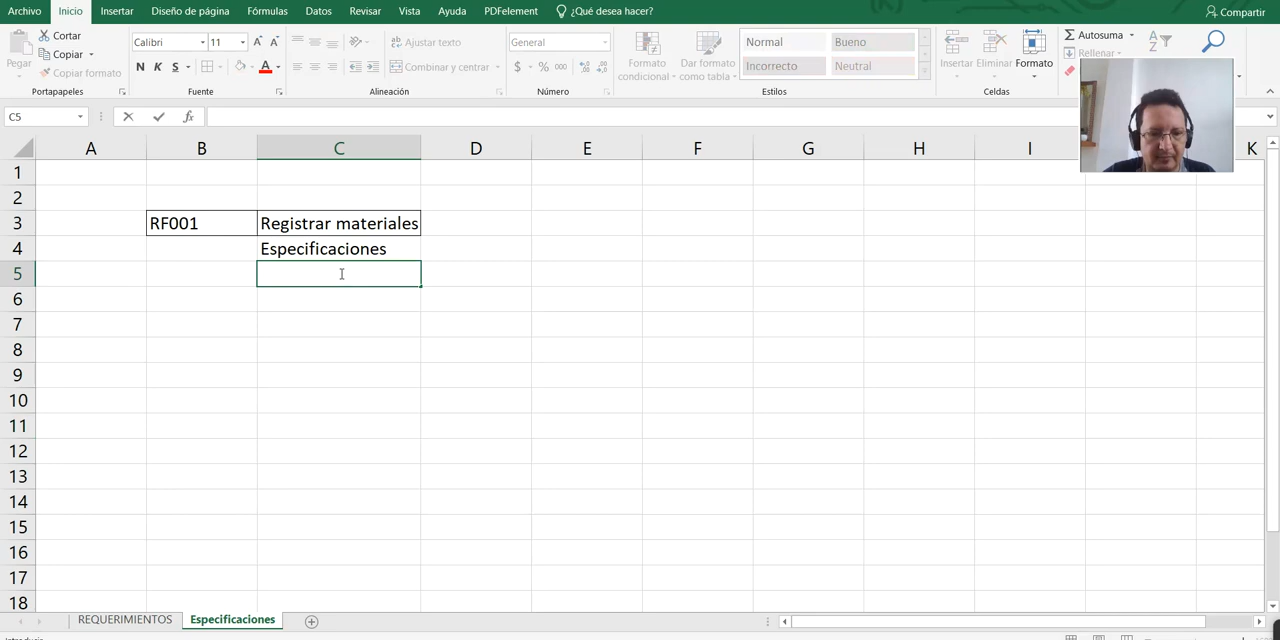 Archivo Inicio Insertar Diseño de página Fórmulas Datos Revisar Vista Ayuda PDFelement ¿Qué desea hacer? Compartir
Pegar Cortar Copiar Copiar formato
Calibri 11
N K S A
Ajustar texto
Combinar y centrar
General
$ % 000
Formato condicional Dar formato como tabla
Normal Bueno
Incorrecto Neutral
Insertar Eliminar Formato
Autosuma
Rellenar
Portapapeles Fuente Alineación Número Estilos Celdas
C5 fx
A B C D E F G H I K
1
2
3 RF001 Registrar materiales
4 Especificaciones
5
6
7
8
9
10
11
12
13
14
15
16
17
18
REQUERIMIENTOS Especificaciones